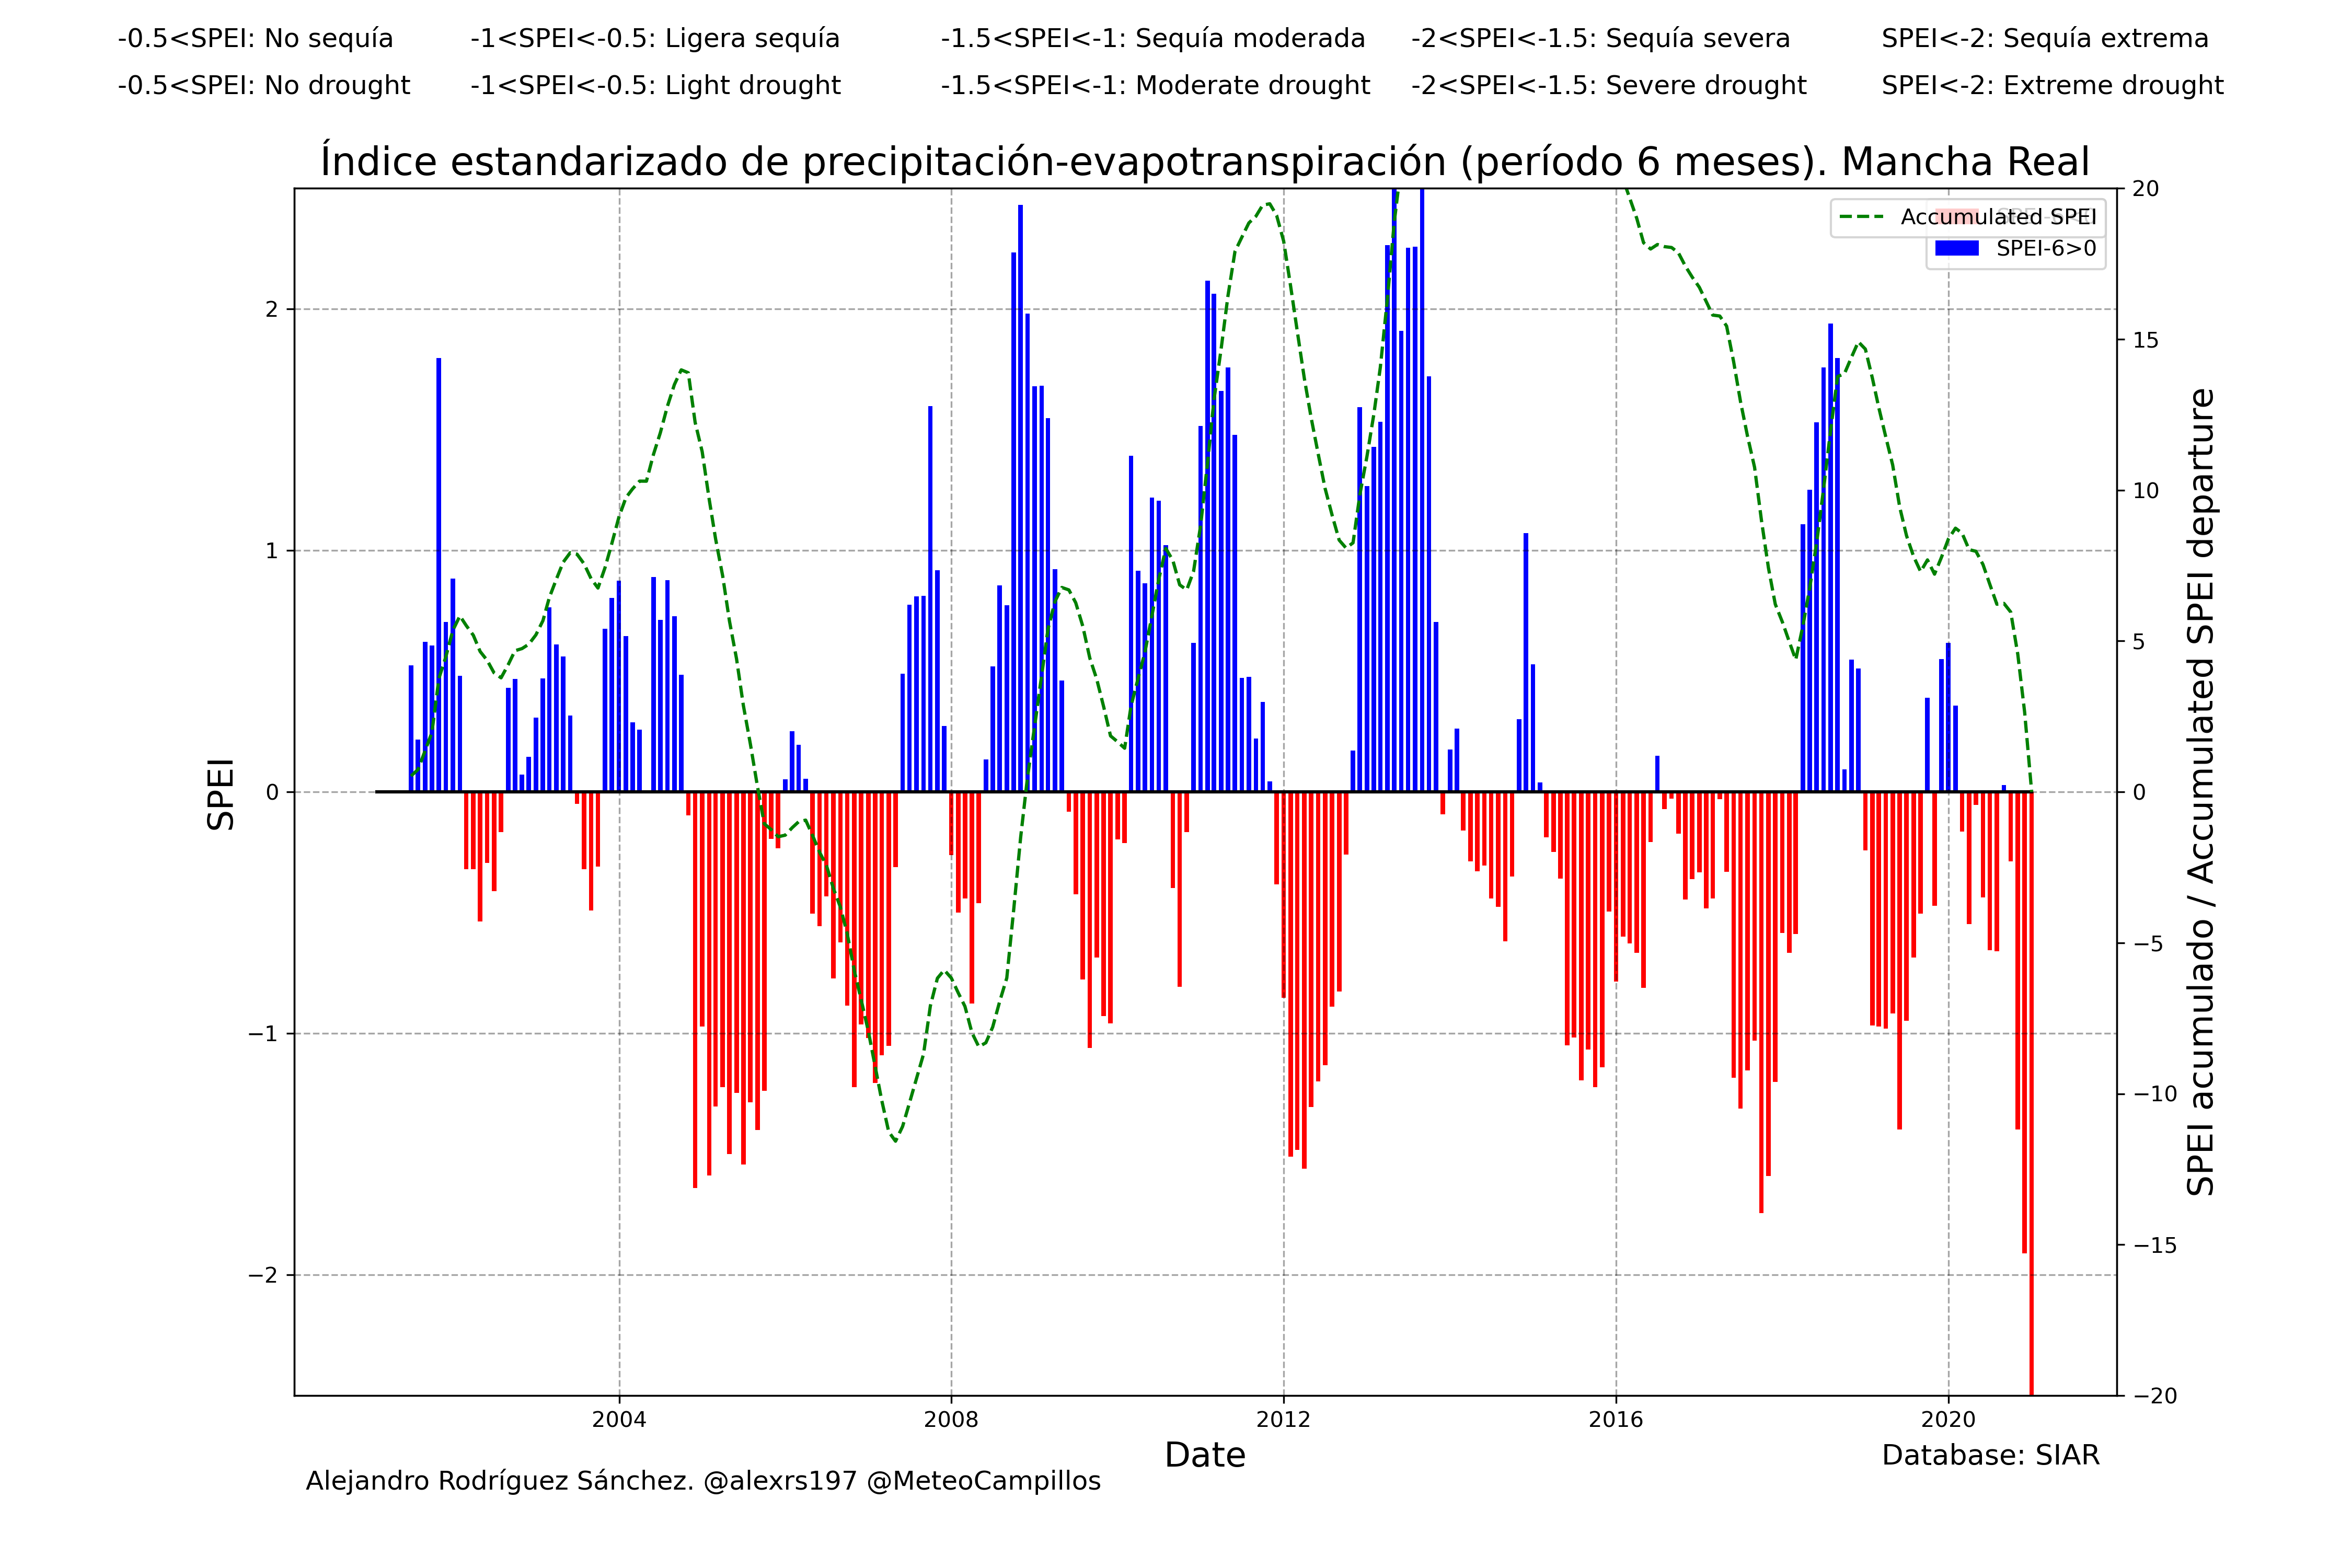 -0.5<SPEI: No sequía -1<SPEI<-0.5: Ligera sequía -1.5<SPEI<-1: Sequía moderada -2<SPEI<-1.5: Sequía severa SPEI<-2: Sequía extrema
-0.5<SPEI: No drought -1<SPEI<-0.5: Light drought -1.5<SPEI<-1: Moderate drought -2<SPEI<-1.5: Severe drought SPEI<-2: Extreme drought
Índice estandarizado de precipitación-evapotranspiración (período 6 meses). Mancha Real
Accumulated SPEI
SPEI-6>0
2
1
0
−1
−2
SPEI
20
15
10
5
0
−5
−10
−15
−20
SPEI acumulado / Accumulated SPEI departure
2004 2008 2012 2016 2020
Date
Database: SIAR
Alejandro Rodríguez Sánchez. @alexrs197 @MeteoCampillos